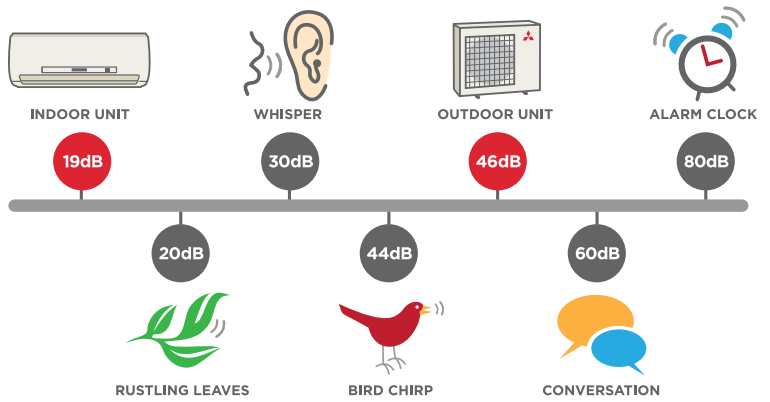 INDOOR UNIT
WHISPER
OUTDOOR UNIT
ALARM CLOCK
19dB
30dB
46dB
80dB
20dB
44dB
60dB
RUSTLING LEAVES
BIRD CHIRP
CONVERSATION